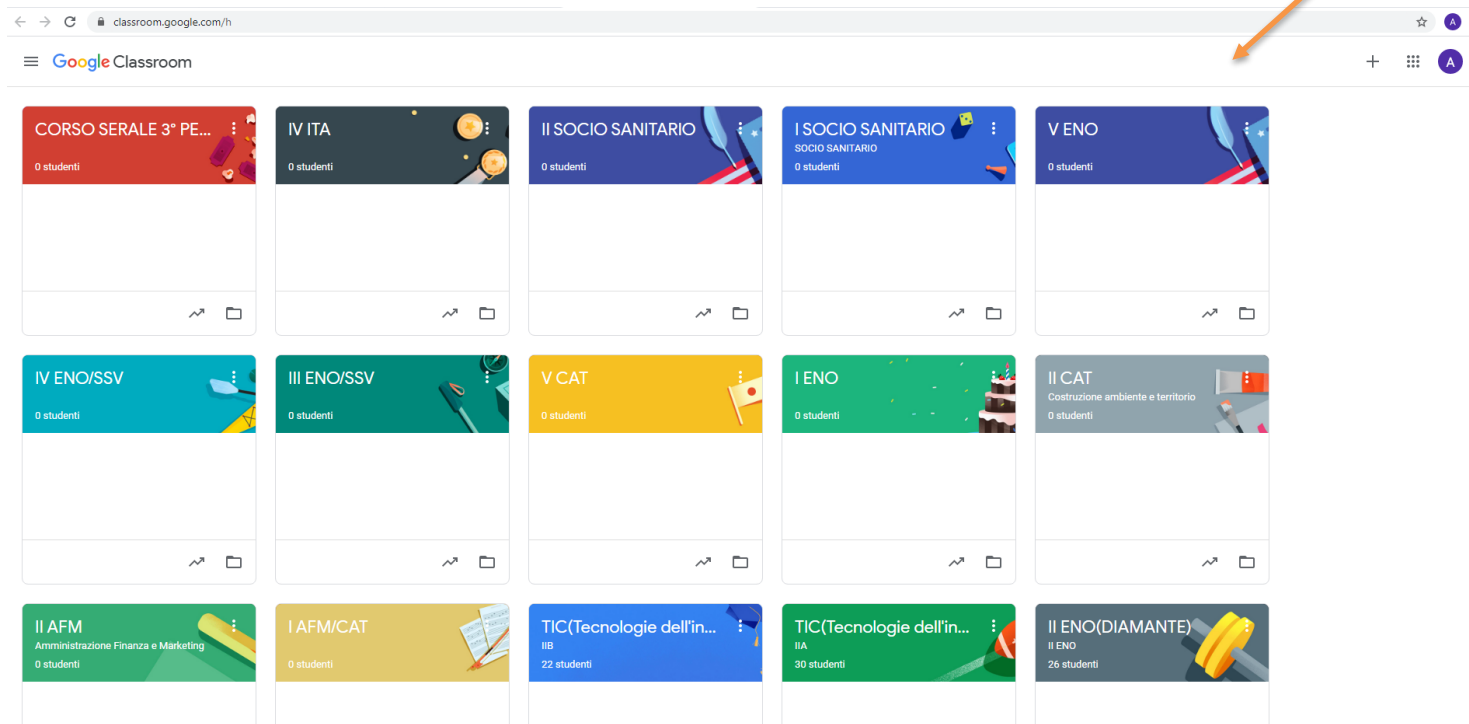 classroom.google.com/h
A
Google Classroom
A
CORSO SERALE 3° PE...
0 studenti
IV ITA
0 studenti
II SOCIO SANITARIO
0 studenti
I SOCIO SANITARIO
SOCIO SANITARIO
0 studenti
V ENO
0 studenti
IV ENO/SSV
0 studenti
III ENO/SSV
0 studenti
V CAT
0 studenti
I ENO
0 studenti
II CAT
Costruzione ambiente e territorio
0 studenti
II AFM
Amministrazione Finanza e Marketing
0 studenti
I AFM/CAT
0 studenti
TIC(Tecnologie dell'in...
IIB
22 studenti
TIC(Tecnologie dell'in...
IIA
30 studenti
II ENO(DIAMANTE)
II ENO
26 studenti